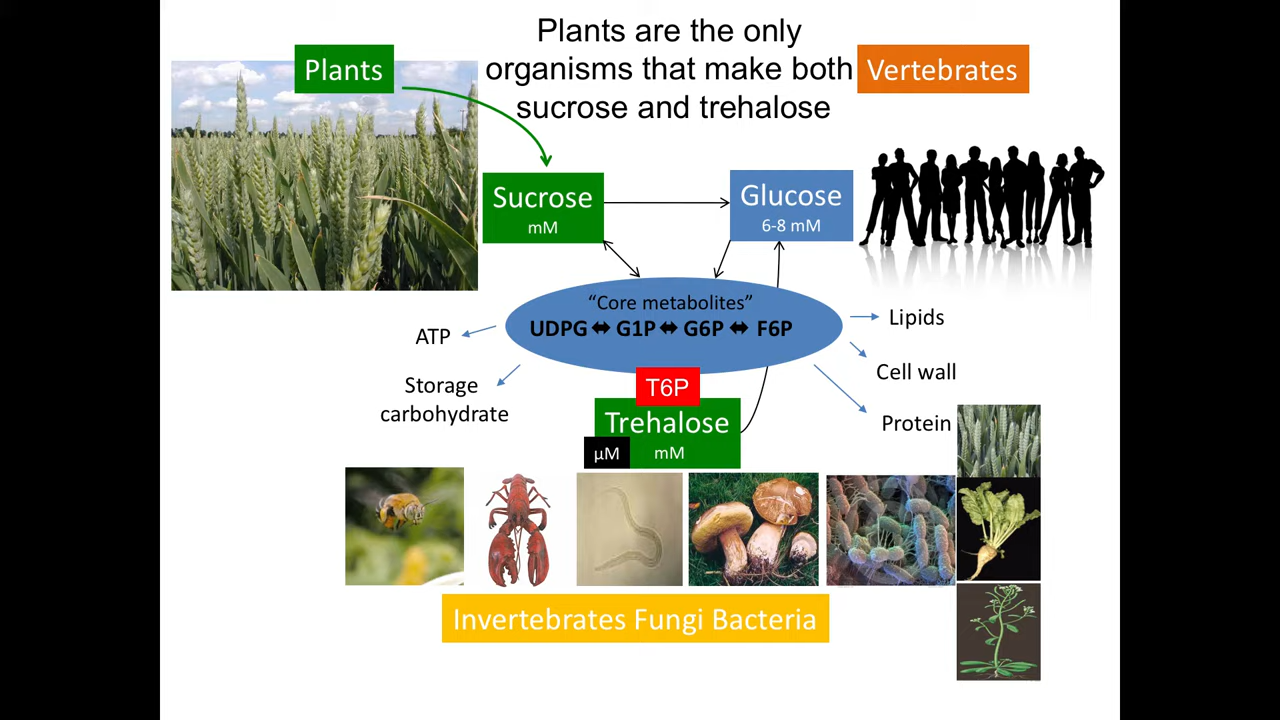 Plants are the only
organisms that make both
sucrose and trehalose
Plants
Vertebrates
Sucrose
mM
Glucose
6-8 mM
“Core metabolites”
UDPG ⬌ G1P ⬌ G6P ⬌ F6P
ATP
Storage
carbohydrate
Lipids
Cell wall
Protein
T6P
Trehalose
µM
mM
Invertebrates Fungi Bacteria